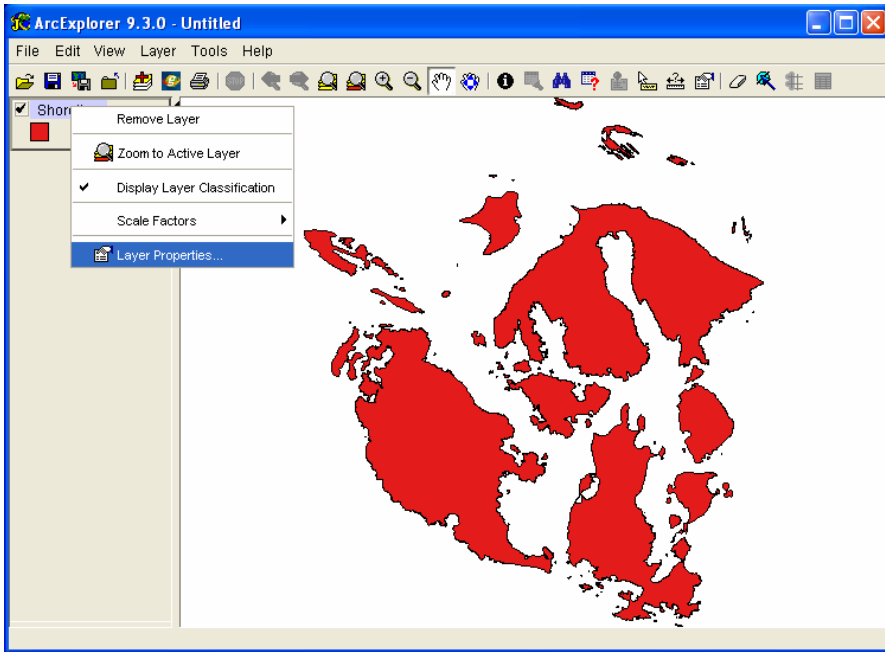 ArcExplorer 9.3.0 - Untitled
File Edit View Layer Tools Help
Remove Layer
Zoom to Active Layer
Display Layer Classification
Scale Factors
Layer Properties...